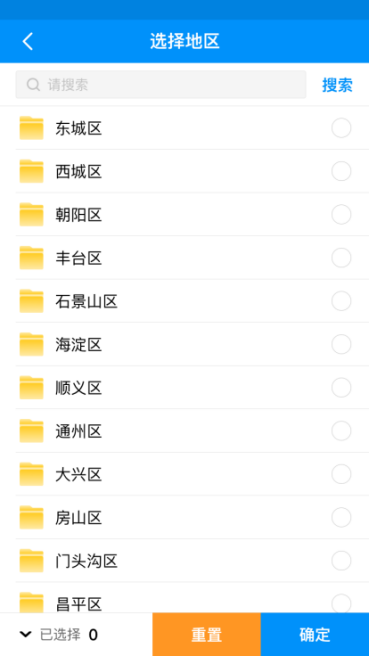 选择地区
请搜索 搜索
东城区
西城区
朝阳区
丰台区
石景山区
海淀区
顺义区
通州区
大兴区
房山区
门头沟区
昌平区
已选择 0 重置 确定